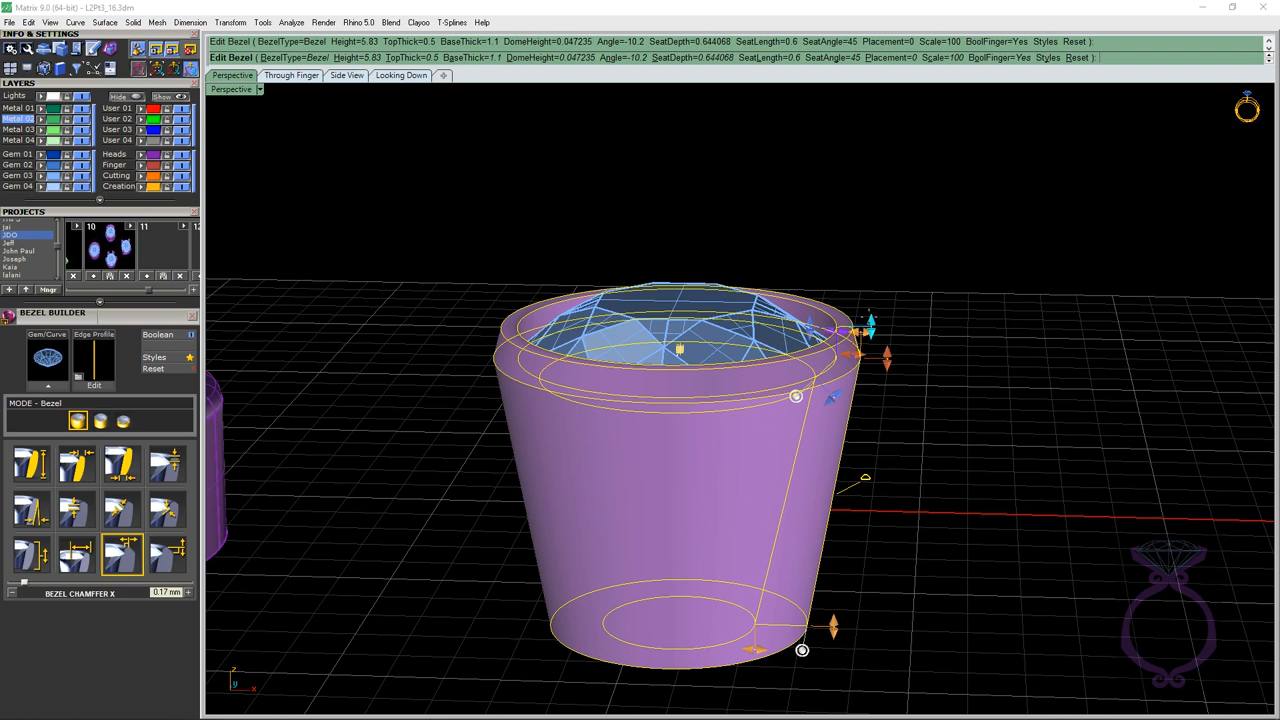 Matrix 9.0 (64-bit) - L2Pt3_16.3dm
File Edit View Curve Surface Solid Mesh Dimension Transform Tools Analyze Render Rhino 5.0 Blend Clayoo T-Splines Help
INFO & SETTINGS
Edit Bezel ( BezelType=Bezel Height=5.83 TopThick=0.5 BaseThick=1.1 DomeHeight=0.047235 Angle=-10.2 SeatDepth=0.644068 SeatLength=0.6 SeatAngle=45 Placement=0 Scale=100 BoolFinger=Yes Styles Reset ):
Edit Bezel ( BezelType=Bezel Height=5.83 TopThick=0.5 BaseThick=1.1 DomeHeight=0.047235 Angle=-10.2 SeatDepth=0.644068 SeatLength=0.6 SeatAngle=45 Placement=0 Scale=100 BoolFinger=Yes Styles Reset ):
Perspective Through Finger Side View Looking Down
Perspective
LAYERS
Lights Hide Show
Metal 01 User 01
Metal 02 User 02
Metal 03 User 03
Metal 04 User 04
Gem 01 Heads
Gem 02 Finger
Gem 03 Cutting
Gem 04 Creation
PROJECTS
jai
JDO
Jeff
John Paul
Joseph
Kaia
lalani
10 11
Mngr
BEZEL BUILDER
Gem/Curve Edge Profile Boolean
Styles
Reset
Edit
MODE - Bezel
BEZEL CHAMFFER X 0.17 mm
z
y x